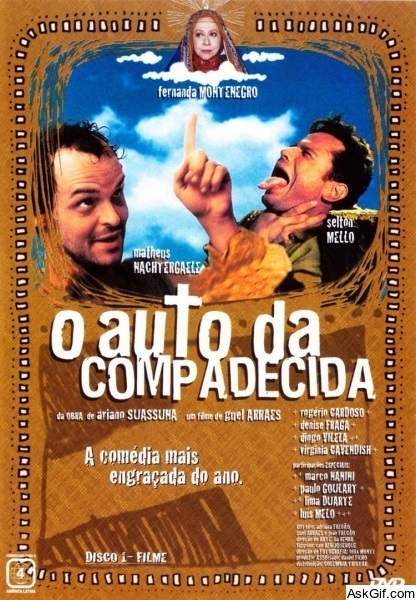 fernanda MONTENEGRO
selton
MELLO
matheus
NACHTERGAELE
o auto da
COMPADECIDA
da OBRA de ariano SUASSUNA um filme de guel ARRAES
+ rogério CARDOSO +
+ denise FRAGA +
+ diogo VILELA ++
+ virginia CAVENDISH +
participações ESPECIAIS:
++ marco NANINI
++ paulo GOULART +
++ lima DUARTE
++ luis MELO +++
A comédia mais
engraçada do ano.
Disco 1- FILME
4
DVD
AskGif.com